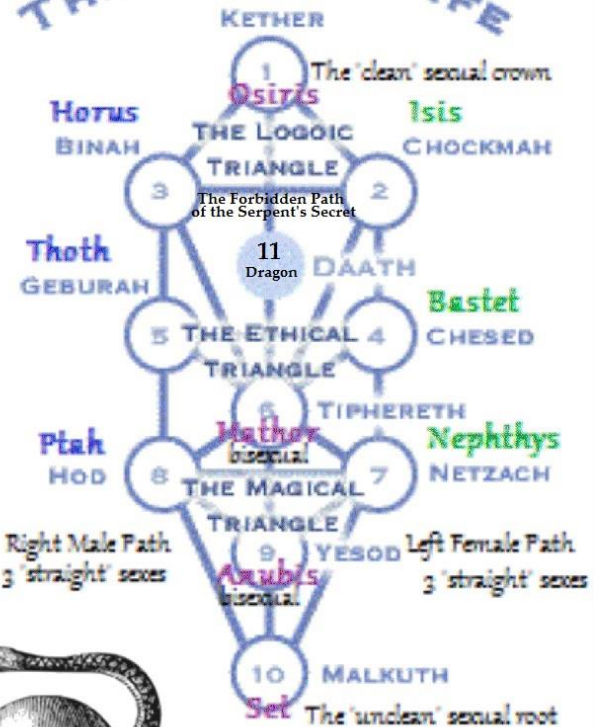 KETHER
1
The 'clean' sexual crown
Osiris
Horus
Isis
THE LOGOIC
BINAH
CHOCKMAH
TRIANGLE
3
2
The Forbidden Path
of the Serpent's Secret
11
Dragon
DAATH
Thoth
GEBURAH
Bastet
5
THE ETHICAL
4
CHESED
TRIANGLE
6
TIPHERETH
Hathor
bisexual
Ptah
Nephthys
HOD
8
7
NETZACH
THE MAGICAL
TRIANGLE
Right Male Path
3 'straight' sexes
9
YESOD
Left Female Path
3 'straight' sexes
Anubis
bisexual
10
MALKUTH
Set
The 'unclean' sexual root